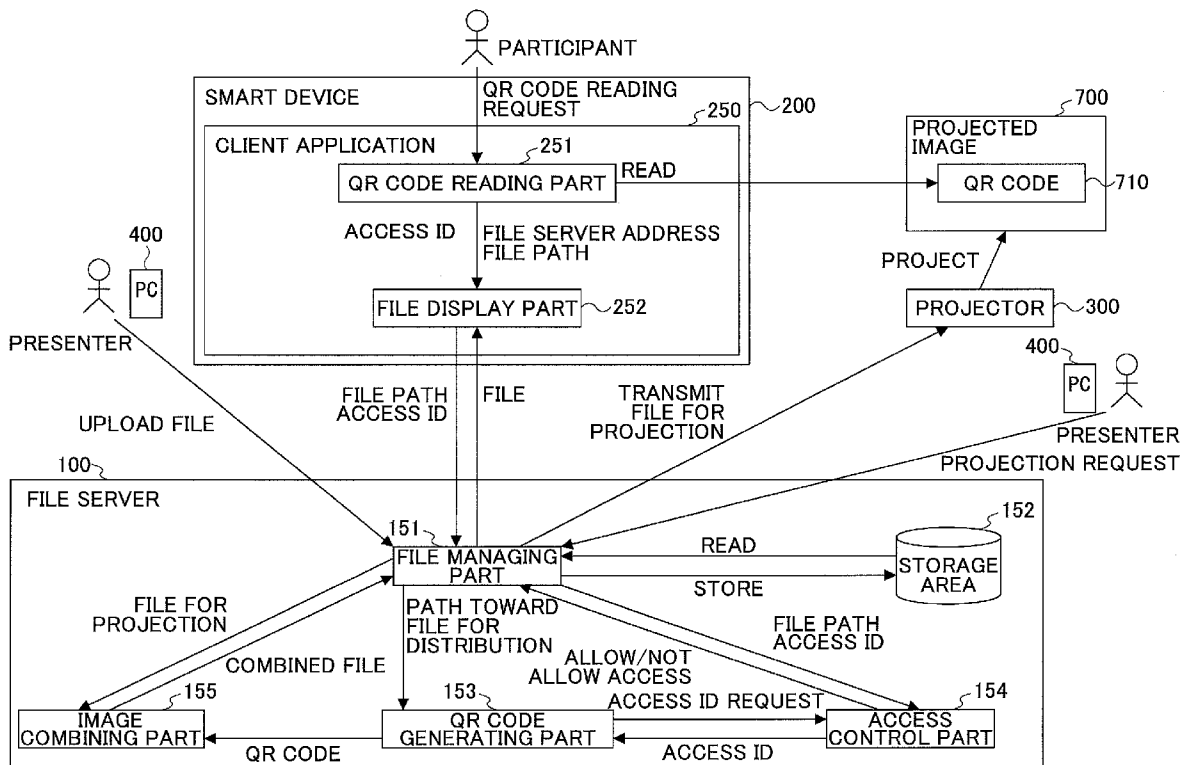 PARTICIPANT
SMART DEVICE
QR CODE READING
REQUEST
200
250
CLIENT APPLICATION
251
QR CODE READING PART
READ
700
PROJECTED
IMAGE
QR CODE
710
ACCESS ID
FILE SERVER ADDRESS
FILE PATH
400
PC
PRESENTER
FILE DISPLAY PART
252
PROJECT
PROJECTOR
300
400
PC
PRESENTER
UPLOAD FILE
FILE PATH
ACCESS ID
FILE
TRANSMIT
FILE FOR
PROJECTION
PROJECTION REQUEST
100
FILE SERVER
151
FILE MANAGING
PART
READ
STORE
152
STORAGE
AREA
FILE FOR
PROJECTION
COMBINED FILE
PATH TOWARD
FILE FOR
DISTRIBUTION
ALLOW/NOT
ALLOW ACCESS
FILE PATH
ACCESS ID
155
IMAGE
COMBINING PART
QR CODE
153
QR CODE
GENERATING PART
ACCESS ID REQUEST
ACCESS ID
154
ACCESS
CONTROL PART